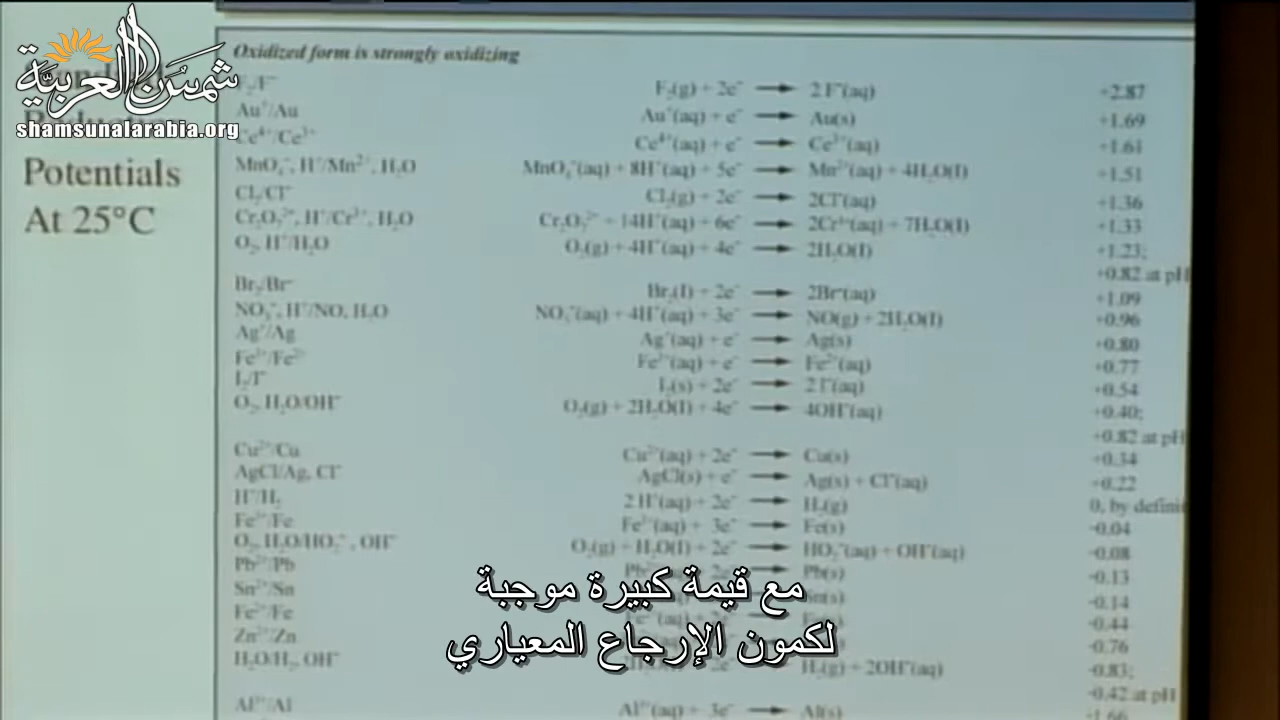 شمس العربية
shamsunalarabia.org
Potentials
At 25°C
Oxidized form is strongly oxidizing
F₂/F⁻ F₂(g) + 2e⁻ → 2 F⁻(aq) +2.87
Au⁺/Au Au⁺(aq) + e⁻ → Au(s) +1.69
Ce⁴⁺/Ce³⁺ Ce⁴⁺(aq) + e⁻ → Ce³⁺(aq) +1.61
MnO₄⁻, H⁺/Mn²⁺, H₂O MnO₄⁻(aq) + 8H⁺(aq) + 5e⁻ → Mn²⁺(aq) + 4H₂O(l) +1.51
Cl₂/Cl⁻ Cl₂(g) + 2e⁻ → 2Cl⁻(aq) +1.36
Cr₂O₇²⁻, H⁺/Cr³⁺, H₂O Cr₂O₇²⁻ + 14H⁺(aq) + 6e⁻ → 2Cr³⁺(aq) + 7H₂O(l) +1.33
O₂, H⁺/H₂O O₂(g) + 4H⁺(aq) + 4e⁻ → 2H₂O(l) +1.23;
+0.82 at pH
Br₂/Br⁻ Br₂(l) + 2e⁻ → 2Br⁻(aq) +1.09
NO₃⁻, H⁺/NO, H₂O NO₃⁻(aq) + 4H⁺(aq) + 3e⁻ → NO(g) + 2H₂O(l) +0.96
Ag⁺/Ag Ag⁺(aq) + e⁻ → Ag(s) +0.80
Fe³⁺/Fe²⁺ Fe³⁺(aq) + e⁻ → Fe²⁺(aq) +0.77
I₂/I⁻ I₂(s) + 2e⁻ → 2 I⁻(aq) +0.54
O₂, H₂O/OH⁻ O₂(g) + 2H₂O(l) + 4e⁻ → 4OH⁻(aq) +0.40;
+0.82 at pH
Cu²⁺/Cu Cu²⁺(aq) + 2e⁻ → Cu(s) +0.34
AgCl/Ag, Cl⁻ AgCl(s) + e⁻ → Ag(s) + Cl⁻(aq) +0.22
H⁺/H₂ 2 H⁺(aq) + 2e⁻ → H₂(g) 0, by defini
Fe³⁺/Fe Fe³⁺(aq) + 3e⁻ → Fe(s) -0.04
O₂, H₂O/HO₂⁻, OH⁻ O₂(g) + H₂O(l) + 2e⁻ → HO₂⁻(aq) + OH⁻(aq) -0.08
Pb²⁺/Pb → Pb(s) -0.13
Sn²⁺/Sn -0.14
Fe²⁺/Fe -0.44
Zn²⁺/Zn -0.76
H₂O/H₂, OH⁻ H₂(g) + 2OH⁻(aq) -0.83;
-0.42 at pH
Al³⁺/Al Al³⁺(aq) + 3e⁻ → Al(s) -1.66
مع قيمة كبيرة موجبة
لكمون الإرجاع المعياري